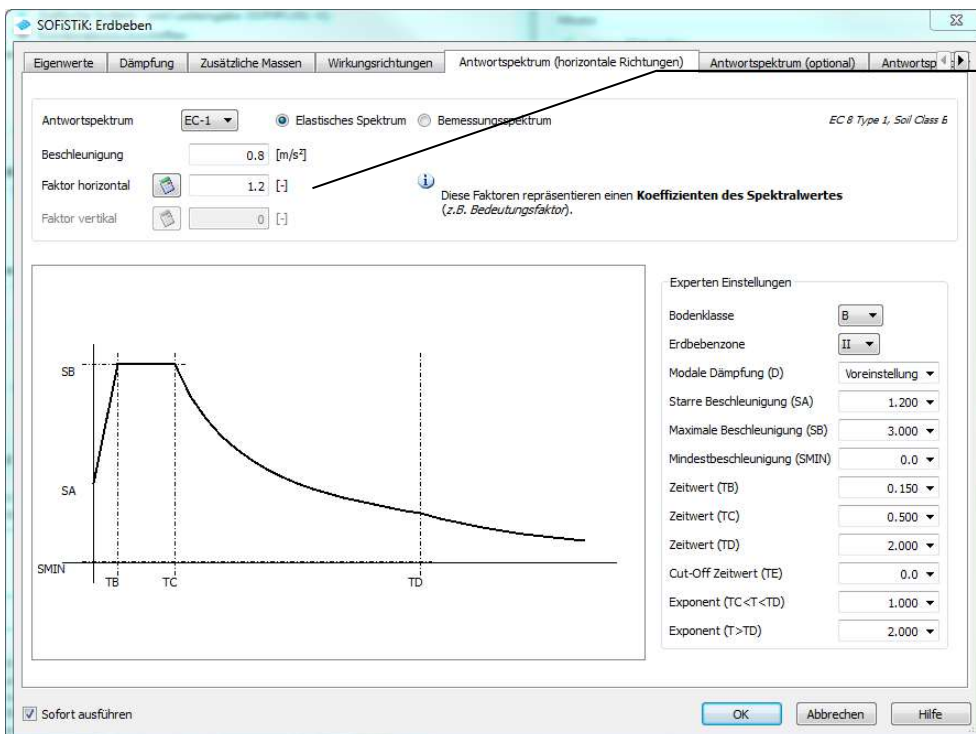 SOFiSTiK: Erdbeben
Eigenwerte Dämpfung Zusätzliche Massen Wirkungsrichtungen Antwortspektrum (horizontale Richtungen) Antwortspektrum (optional) Antwortsp
Antwortspektrum EC-1 Elastisches Spektrum Bemessungsspektrum EC 8 Type 1, Soil Class B
Beschleunigung 0.8 [m/s²]
Faktor horizontal 1.2 [-]
Diese Faktoren repräsentieren einen Koeffizienten des Spektralwertes
(z.B. Bedeutungsfaktor).
Faktor vertikal 0 [-]
SB
SA
SMIN
TB TC TD
Experten Einstellungen
Bodenklasse B
Erdbebenzone II
Modale Dämpfung (D) Voreinstellung
Starre Beschleunigung (SA) 1.200
Maximale Beschleunigung (SB) 3.000
Mindestbeschleunigung (SMIN) 0.0
Zeitwert (TB) 0.150
Zeitwert (TC) 0.500
Zeitwert (TD) 2.000
Cut-Off Zeitwert (TE) 0.0
Exponent (TC<T<TD) 1.000
Exponent (T>TD) 2.000
Sofort ausführen OK Abbrechen Hilfe